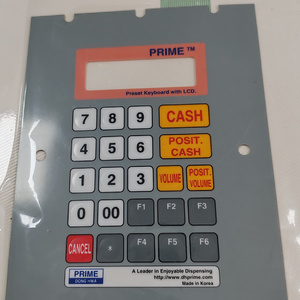 PRIME ™
Preset Keyboard with LCD
7 8 9 CASH
4 5 6 POSIT. CASH
1 2 3 VOLUME POSIT. VOLUME
0 00 F1 F2 F3
CANCEL F4 F5 F6
PRIME
DONG HWA
A Leader in Enjoyable Dispensing
http://www.dhprime.com
Made in Korea